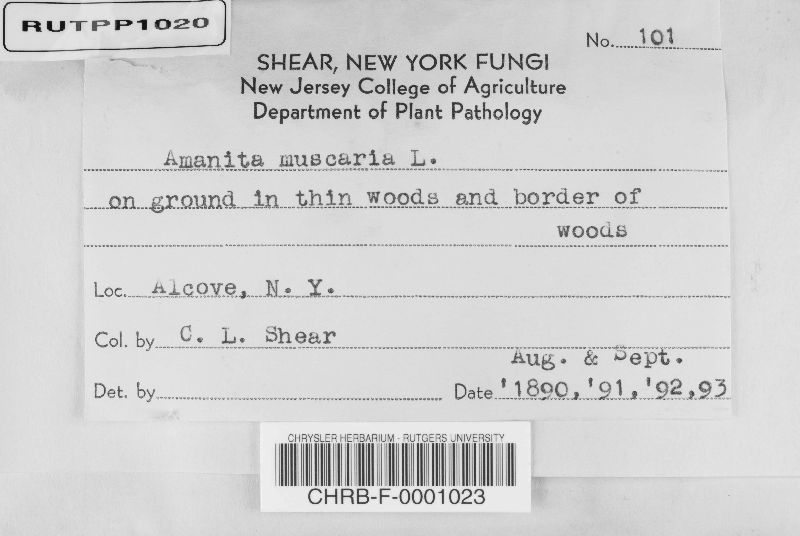 RUTPP1020
No. 101
SHEAR, NEW YORK FUNGI
New Jersey College of Agriculture
Department of Plant Pathology
Amanita muscaria L.
on ground in thin woods and border of
woods
Loc. Alcove, N. Y.
Col. by C. L. Shear
Aug. & Sept.
Det. by
Date '1890,'91,'92,93
CHRYSLER HERBARIUM - RUTGERS UNIVERSITY
CHRB-F-0001023